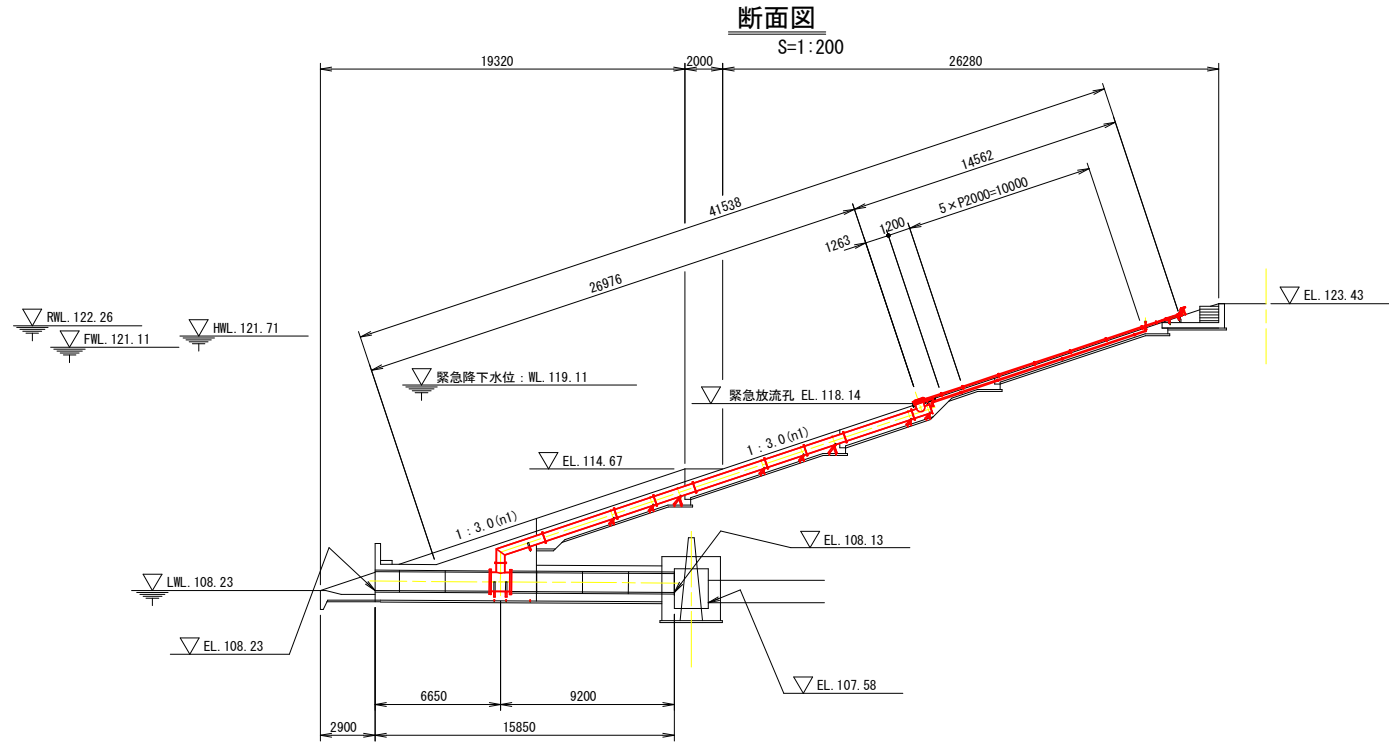 断面図
S=1:200
19320
2000
26280
41538
14562
5×P2000=10000
1200
1263
26976
RWL.122.26
FWL.121.11
HWL.121.71
EL.123.43
緊急降下水位：WL.119.11
緊急放流孔 EL.118.14
1：3.0(n1)
EL.114.67
1：3.0(n1)
EL.108.13
LWL.108.23
EL.108.23
EL.107.58
6650
9200
2900
15850